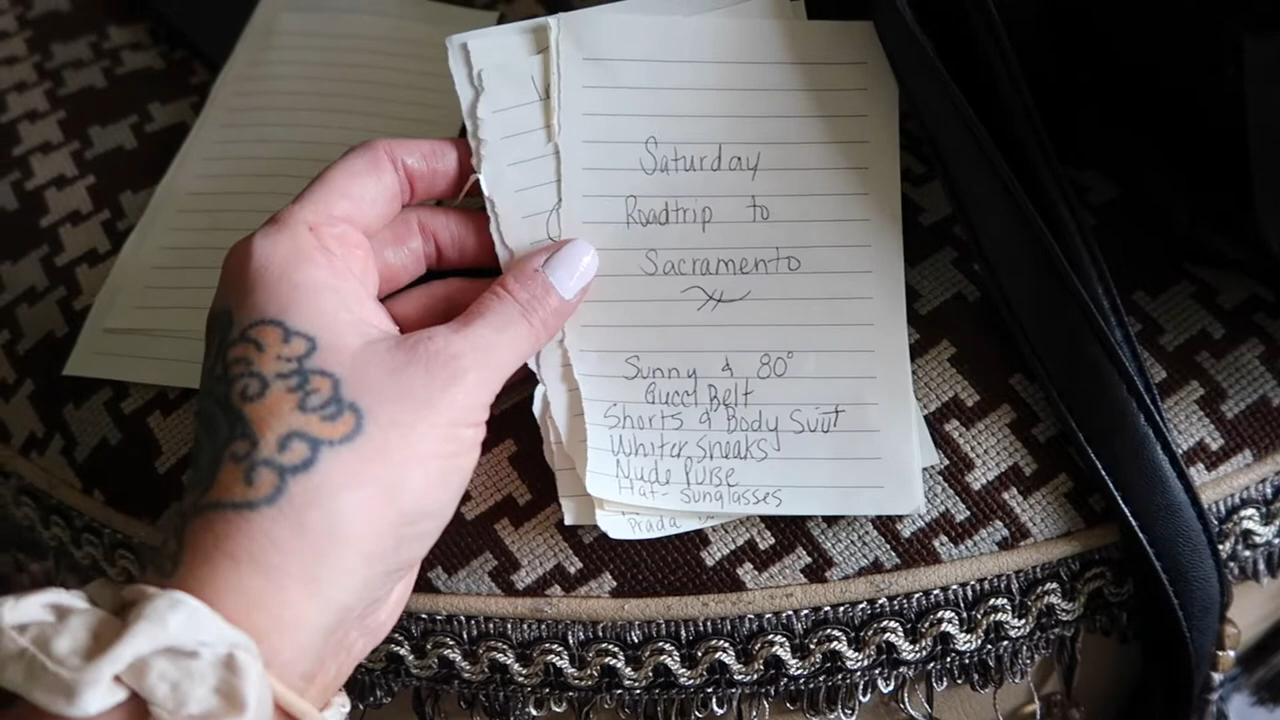 Saturday
Roadtrip to
Sacramento
Sunny & 80°
Gucci Belt
Shorts & Body Suit
White Sneaks
Nude Purse
Hat- Sunglasses
Prada